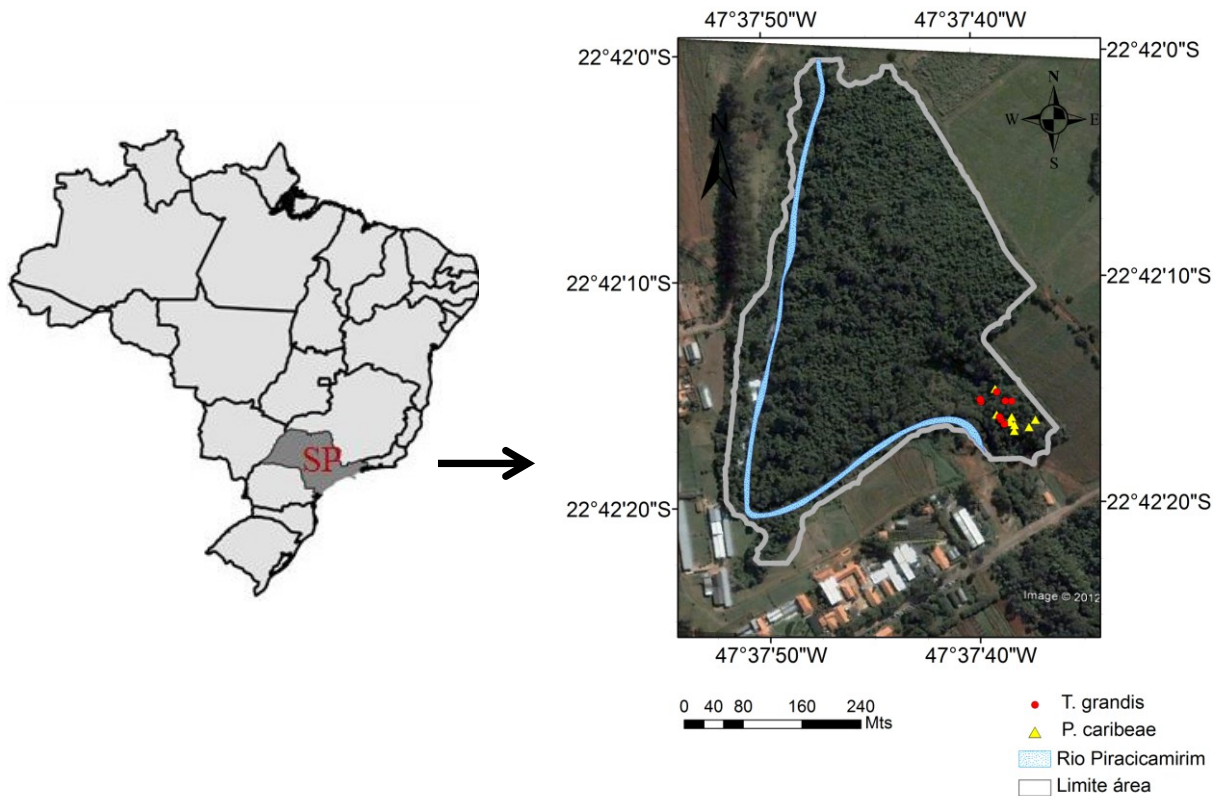 47°37'50"W 47°37'40"W
22°42'0"S 22°42'0"S
N
W E
S
N
22°42'10"S 22°42'10"S
SP
22°42'20"S 22°42'20"S
Image © 2012
47°37'50"W 47°37'40"W
0 40 80 160 240
Mts
T. grandis
P. caribeae
Rio Piracicamirim
Limite área